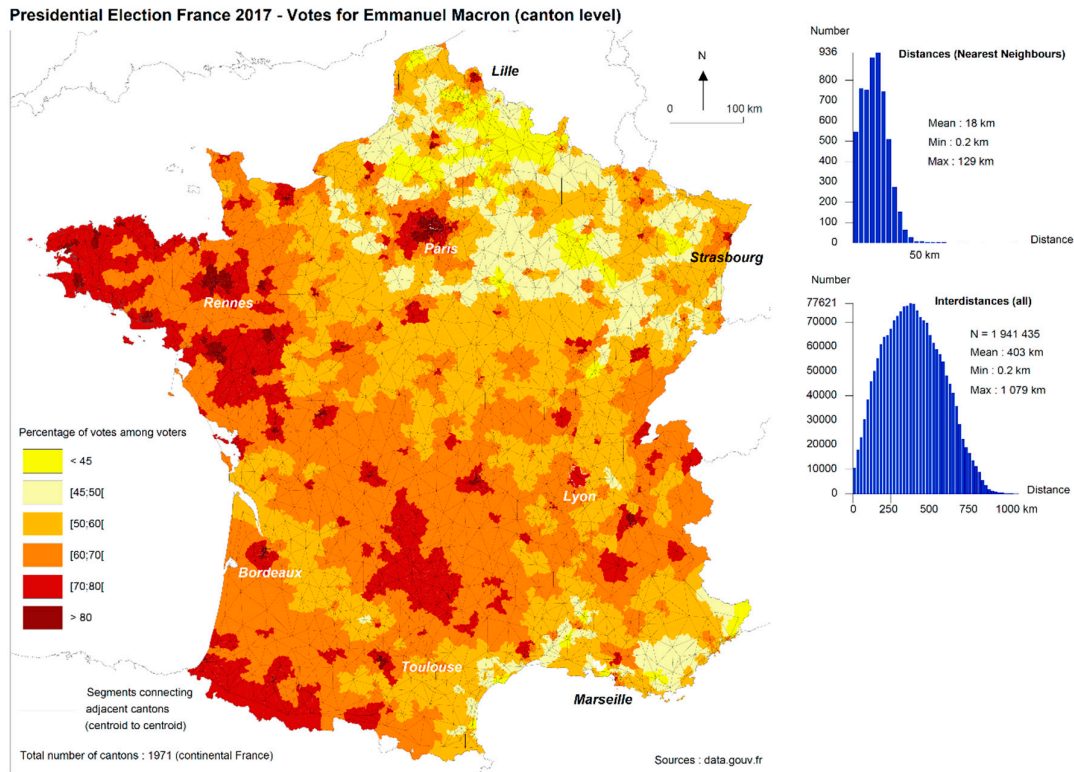 Presidential Election France 2017 - Votes for Emmanuel Macron (canton level)
Lille
N
0 100 km
Paris
Strasbourg
Rennes
Lyon
Bordeaux
Toulouse
Marseille
Percentage of votes among voters
< 45
[45:50[
[50;60[
[60;70[
[70:80[
> 80
Segments connecting
adjacent cantons
(centroid to centroid)
Total number of cantons : 1971 (continental France)
Sources : data.gouv.fr
Number
936
Distances (Nearest Neighbours)
800
700
600
500
400
300
200
100
0
Mean : 18 km
Min : 0.2 km
Max : 129 km
Distance
50 km
Number
77621
Interdistances (all)
70000
60000
50000
40000
30000
20000
10000
0
N = 1 941 435
Mean : 403 km
Min : 0.2 km
Max : 1 079 km
Distance
0 250 500 750 1000 km